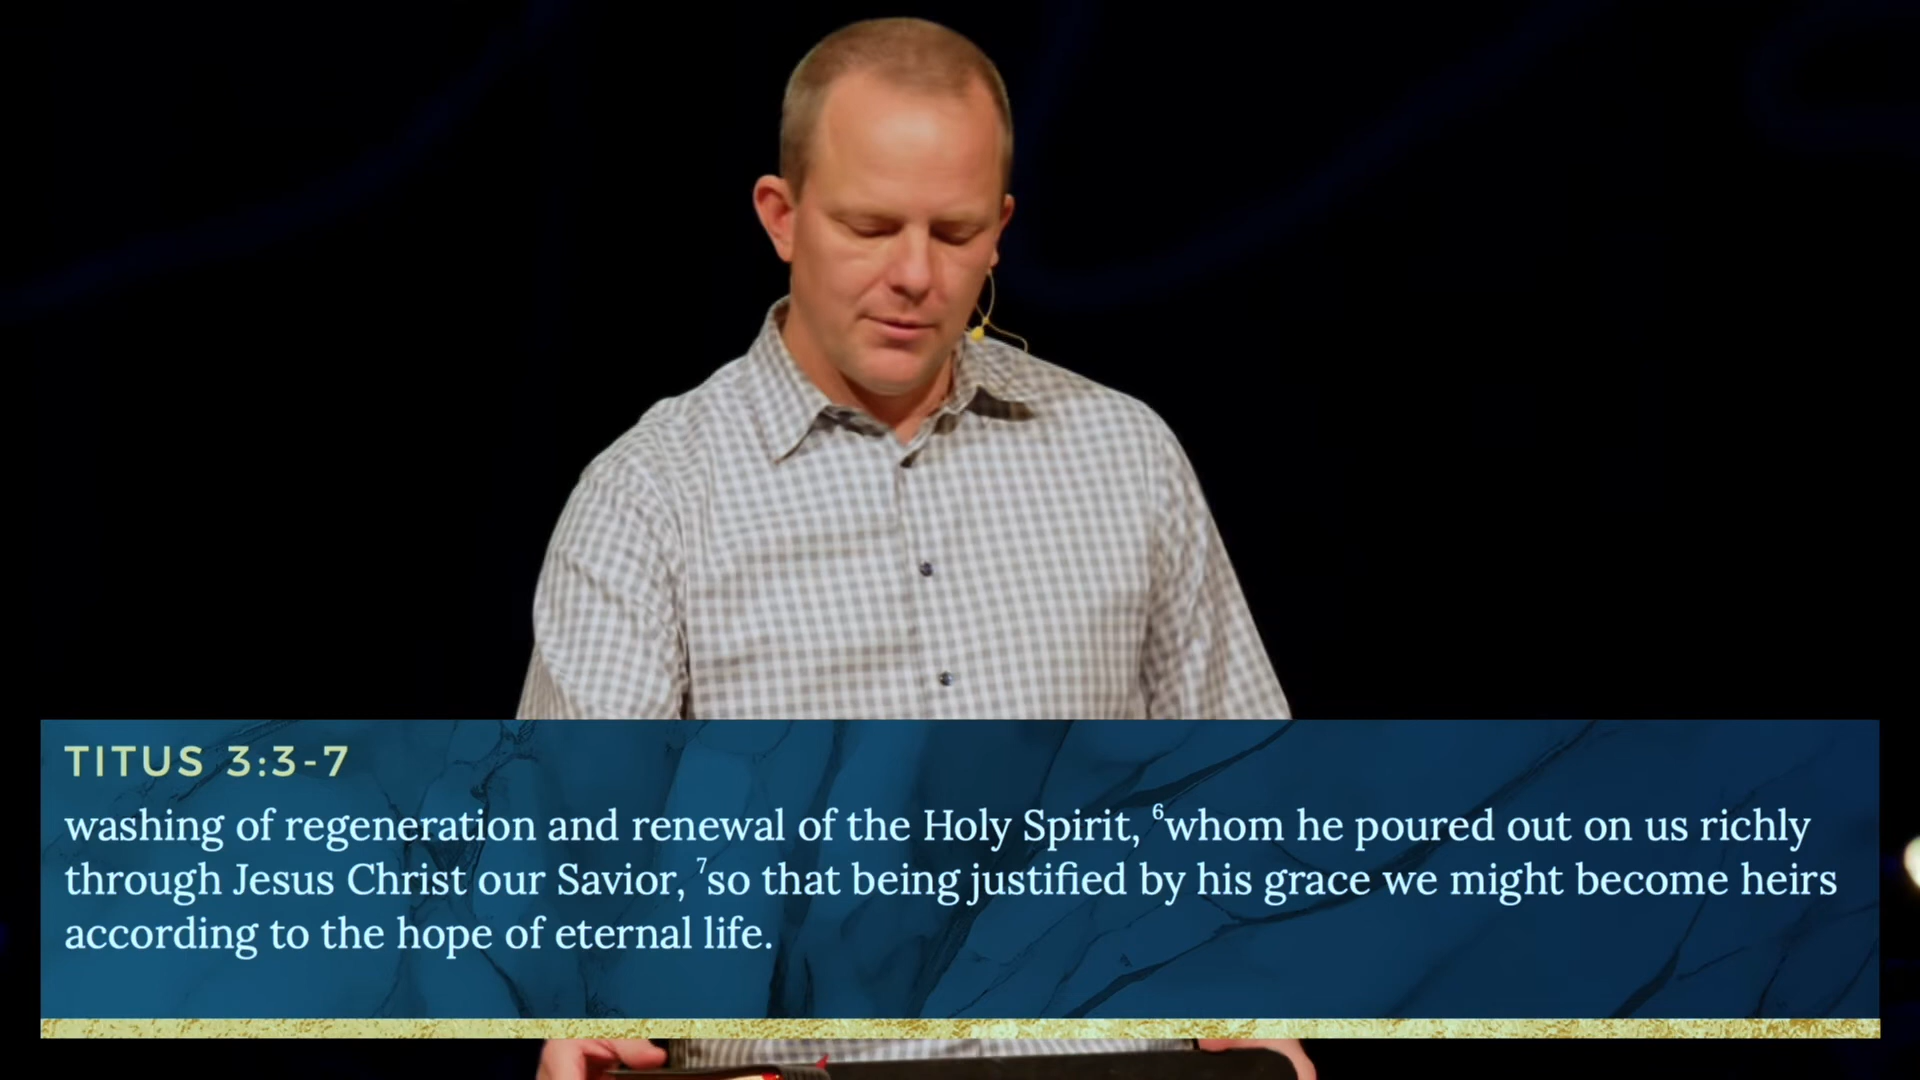 TITUS 3:3-7
washing of regeneration and renewal of the Holy Spirit, ⁶whom he poured out on us richly
through Jesus Christ our Savior, ⁷so that being justified by his grace we might become heirs
according to the hope of eternal life.